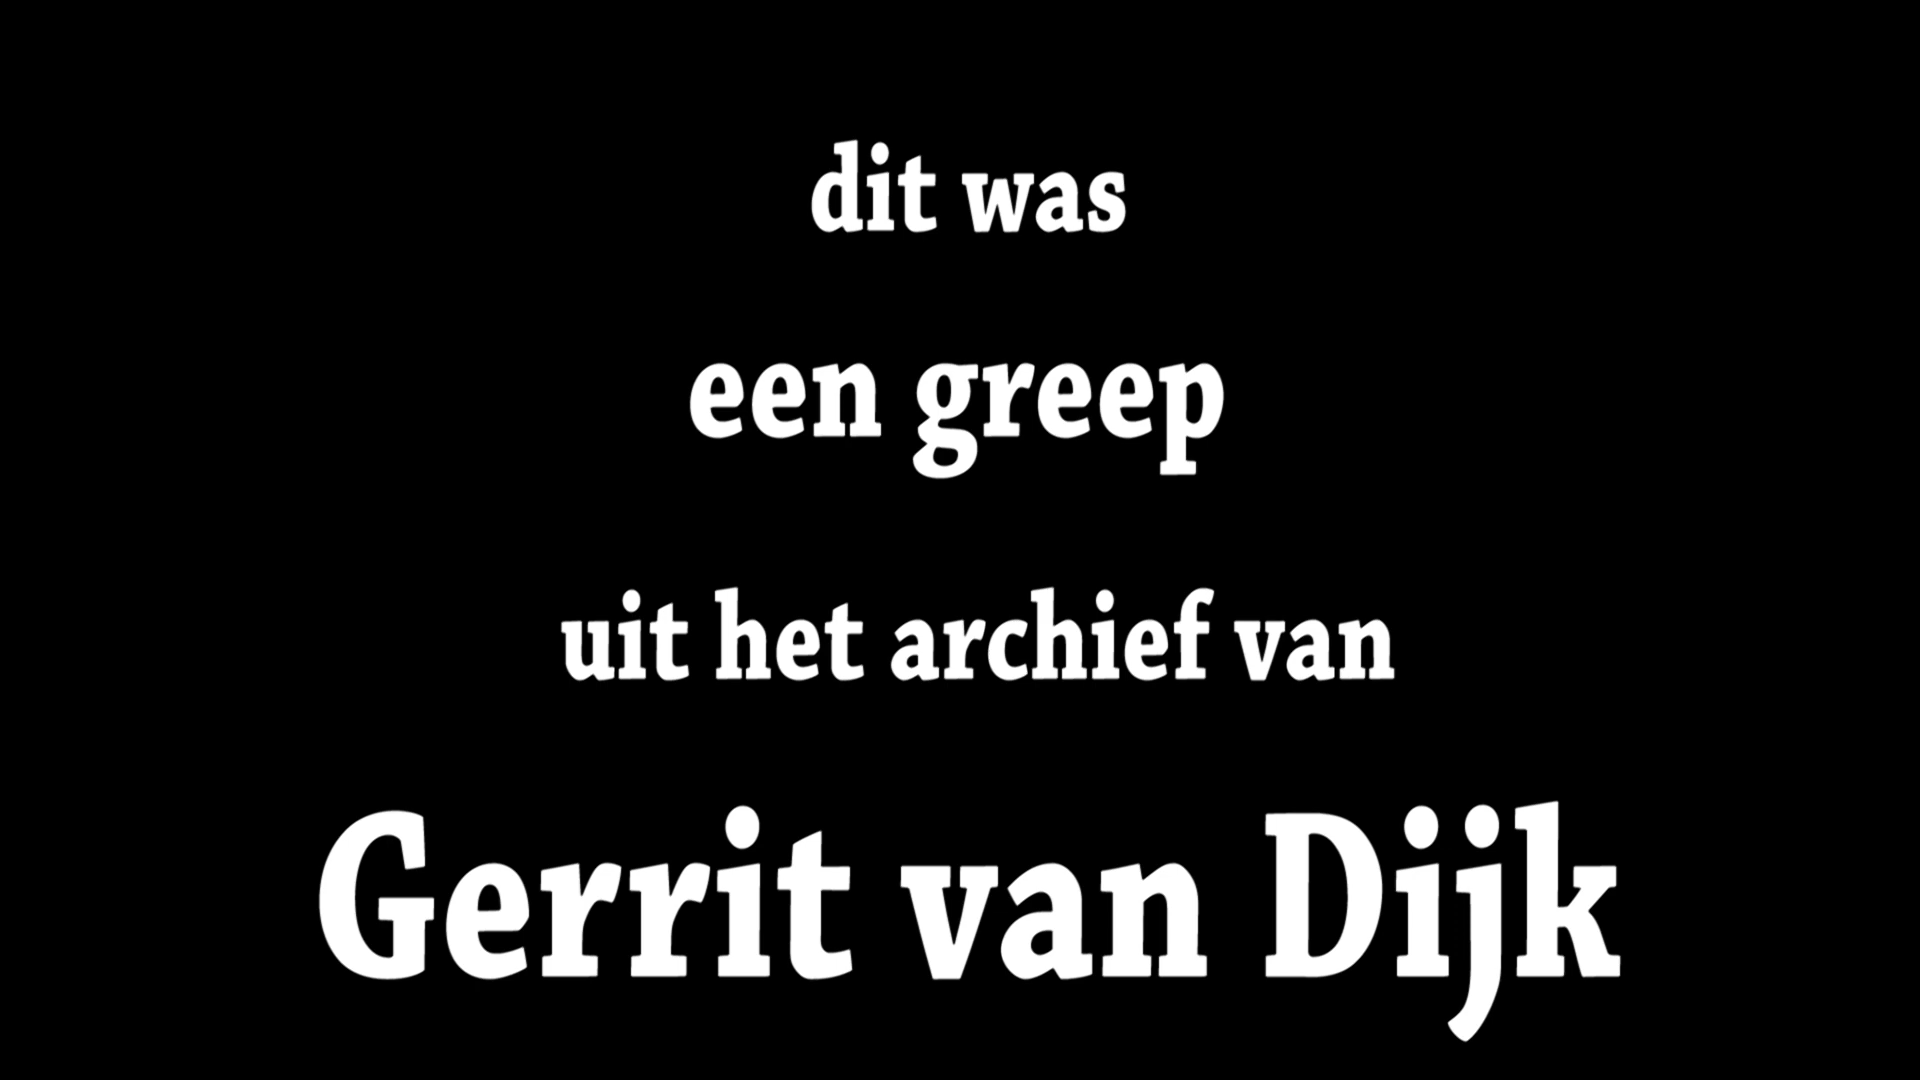 dit was
een greep
uit het archief van
Gerrit van Dijk